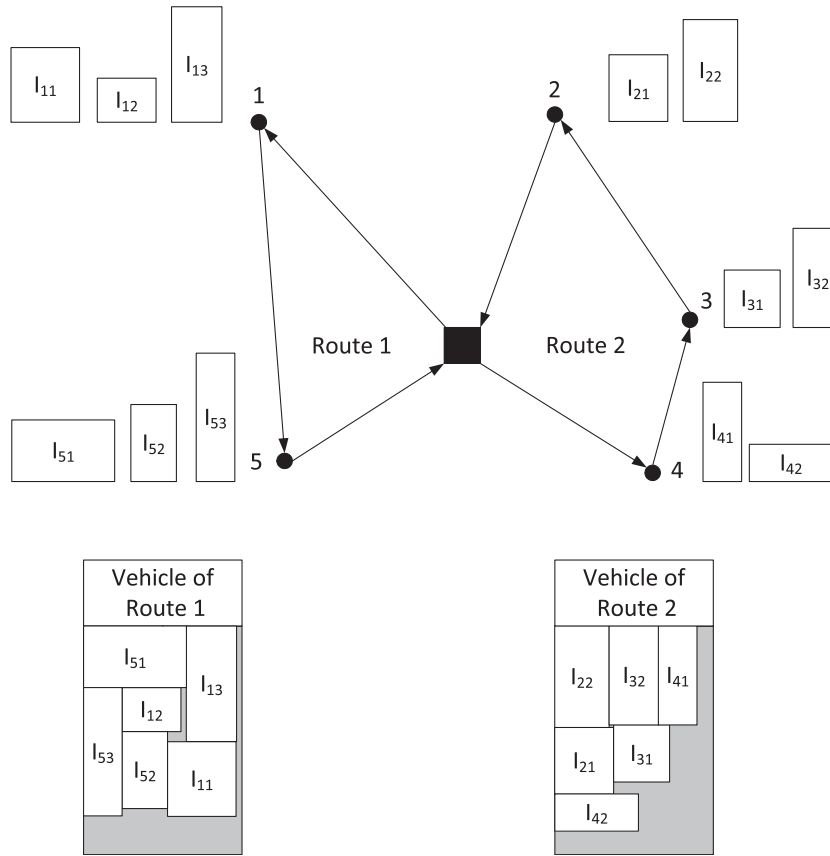 I₁₁
I₁₂
I₁₃
1
2
I₂₁
I₂₂
Route 1
Route 2
3
I₃₁
I₃₂
I₅₁
I₅₂
I₅₃
5
4
I₄₁
I₄₂
Vehicle of
Route 1
I₅₁
I₁₃
I₁₂
I₅₃
I₅₂
I₁₁
Vehicle of
Route 2
I₂₂
I₃₂
I₄₁
I₂₁
I₃₁
I₄₂